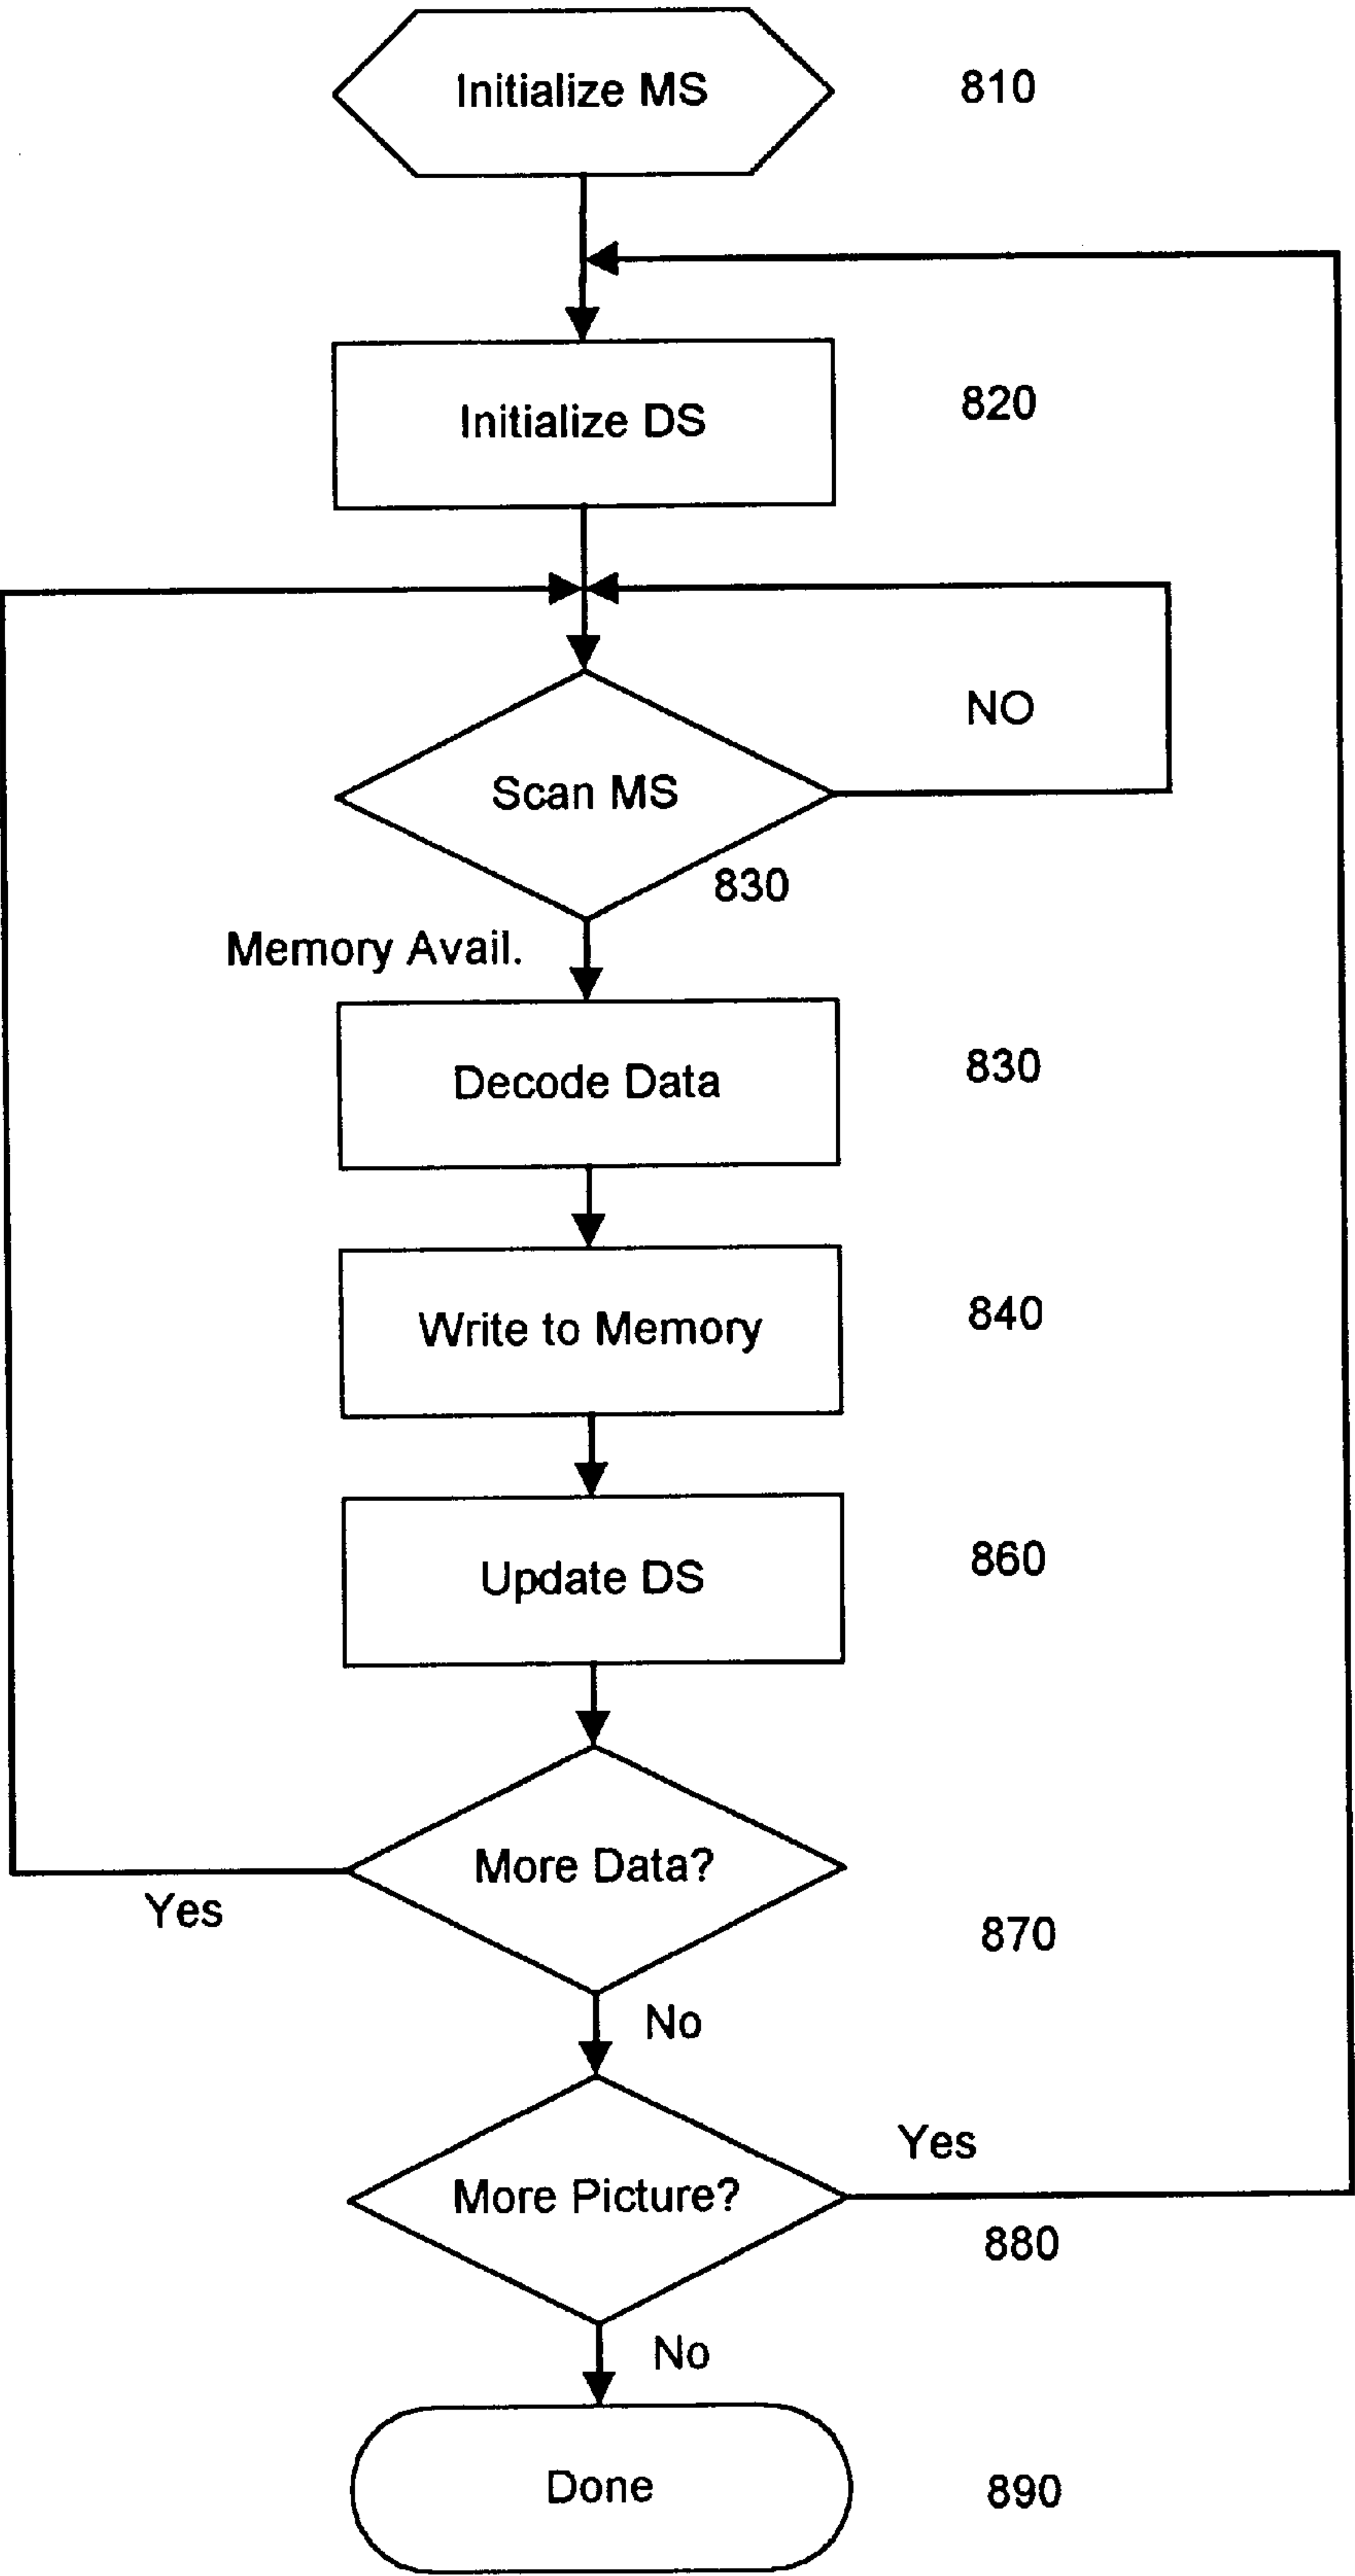 Initialize MS
810
Initialize DS
820
NO
Scan MS
830
Memory Avail.
Decode Data
830
Write to Memory
840
Update DS
860
More Data?
Yes
870
No
Yes
More Picture?
880
No
Done
890